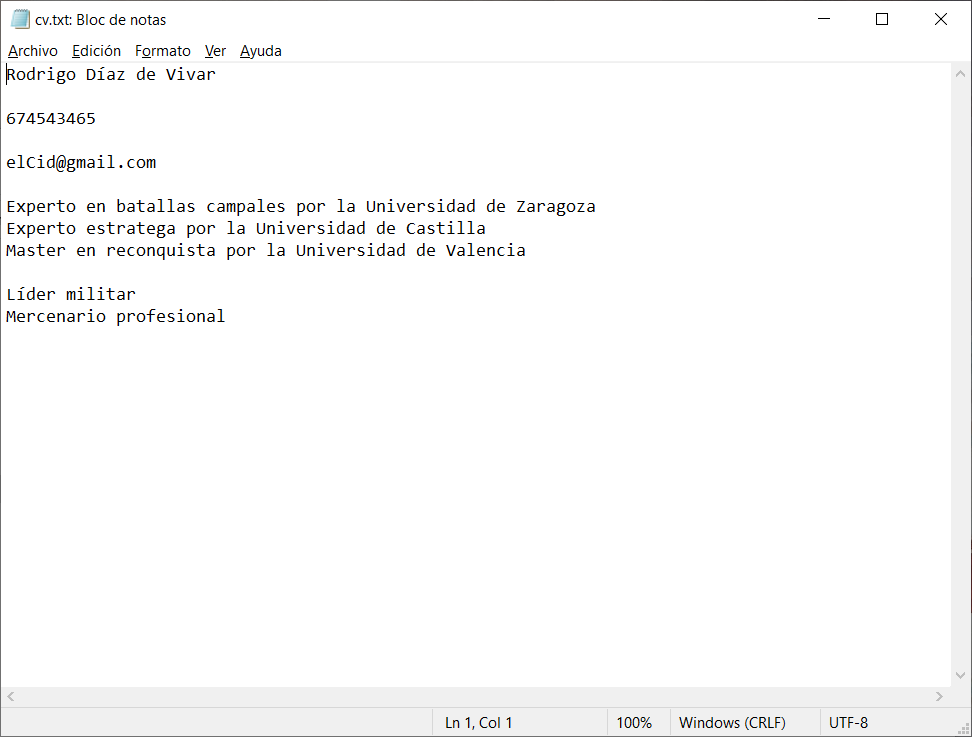 cv.txt: Bloc de notas
Archivo Edición Formato Ver Ayuda
Rodrigo Díaz de Vivar
674543465
elCid@gmail.com
Experto en batallas campales por la Universidad de Zaragoza
Experto estratega por la Universidad de Castilla
Master en reconquista por la Universidad de Valencia
Líder militar
Mercenario profesional
Ln 1, Col 1 100% Windows (CRLF) UTF-8